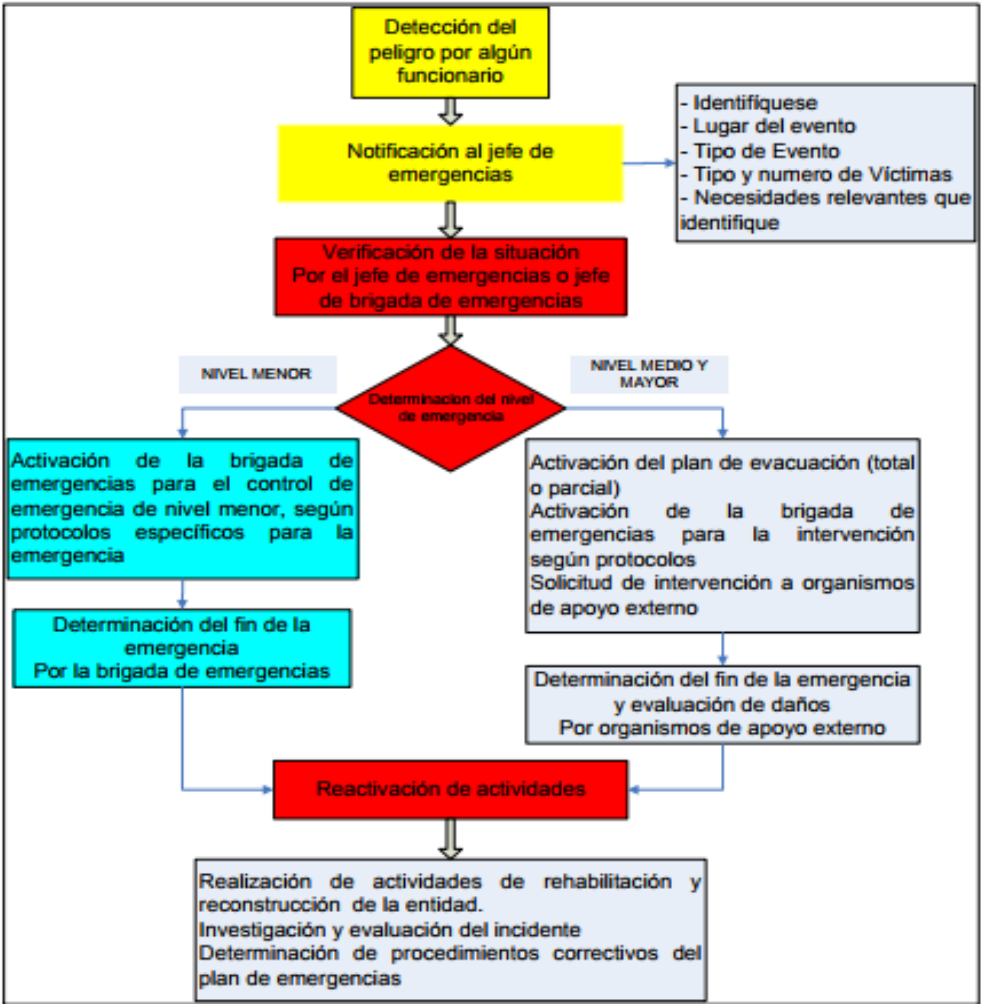 Detección del
peligro por algún
funcionario
Notificación al jefe de
emergencias
- Identifíquese
- Lugar del evento
- Tipo de Evento
- Tipo y numero de Víctimas
- Necesidades relevantes que
identifique
Verificación de la situación
Por el jefe de emergencias o jefe
de brigada de emergencias
NIVEL MENOR
NIVEL MEDIO Y
MAYOR
Determinacion del nivel
de emergencia
Activación de la brigada de
emergencias para el control de
emergencia de nivel menor, según
protocolos específicos para la
emergencia
Activación del plan de evacuación (total
o parcial)
Activación de la brigada de
emergencias para la intervención
según protocolos
Solicitud de intervención a organismos
de apoyo externo
Determinación del fin de la
emergencia
Por la brigada de emergencias
Determinación del fin de la emergencia
y evaluación de daños
Por organismos de apoyo externo
Reactivación de actividades
Realización de actividades de rehabilitación y
reconstrucción de la entidad.
Investigación y evaluación del incidente
Determinación de procedimientos correctivos del
plan de emergencias